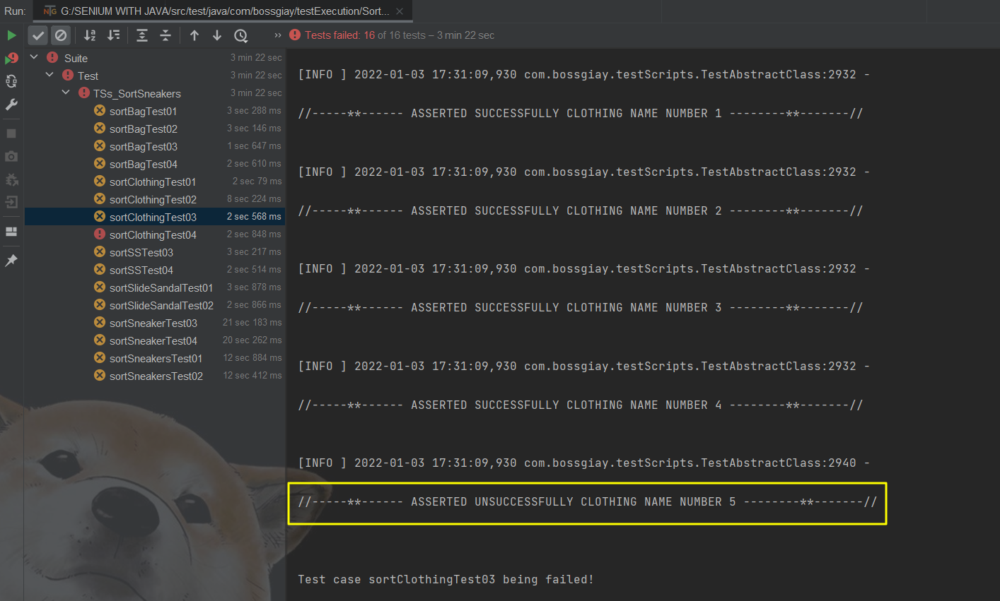 Run: NTG G:/SENIUM WITH JAVA/src/test/java/com/bossgiay/testExecution/Sort...
Tests failed: 16 of 16 tests – 3 min 22 sec
Suite 3 min 22 sec
Test 3 min 22 sec
TSs_SortSneakers 3 min 22 sec
sortBagTest01 3 sec 288 ms
sortBagTest02 3 sec 146 ms
sortBagTest03 1 sec 647 ms
sortBagTest04 2 sec 610 ms
sortClothingTest01 2 sec 79 ms
sortClothingTest02 8 sec 224 ms
sortClothingTest03 2 sec 568 ms
sortClothingTest04 2 sec 848 ms
sortSSTest03 3 sec 217 ms
sortSSTest04 2 sec 514 ms
sortSlideSandalTest01 3 sec 878 ms
sortSlideSandalTest02 2 sec 866 ms
sortSneakerTest03 21 sec 183 ms
sortSneakerTest04 20 sec 262 ms
sortSneakersTest01 12 sec 884 ms
sortSneakersTest02 12 sec 412 ms
[INFO ] 2022-01-03 17:31:09,930 com.bossgiay.testScripts.TestAbstractClass:2932 -
//-----**------ ASSERTED SUCCESSFULLY CLOTHING NAME NUMBER 1 --------**-------//
[INFO ] 2022-01-03 17:31:09,930 com.bossgiay.testScripts.TestAbstractClass:2932 -
//-----**------ ASSERTED SUCCESSFULLY CLOTHING NAME NUMBER 2 --------**-------//
[INFO ] 2022-01-03 17:31:09,930 com.bossgiay.testScripts.TestAbstractClass:2932 -
//-----**------ ASSERTED SUCCESSFULLY CLOTHING NAME NUMBER 3 --------**-------//
[INFO ] 2022-01-03 17:31:09,930 com.bossgiay.testScripts.TestAbstractClass:2932 -
//-----**------ ASSERTED SUCCESSFULLY CLOTHING NAME NUMBER 4 --------**-------//
[INFO ] 2022-01-03 17:31:09,930 com.bossgiay.testScripts.TestAbstractClass:2940 -
//-----**------ ASSERTED UNSUCCESSFULLY CLOTHING NAME NUMBER 5 --------**-------//
Test case sortClothingTest03 being failed!